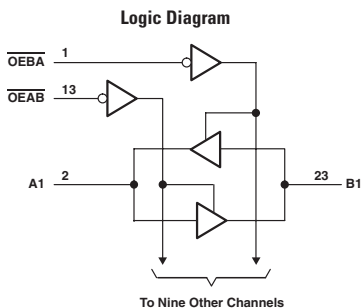 Logic Diagram
OEBA 1
OEAB 13
A1 2
23 B1
To Nine Other Channels